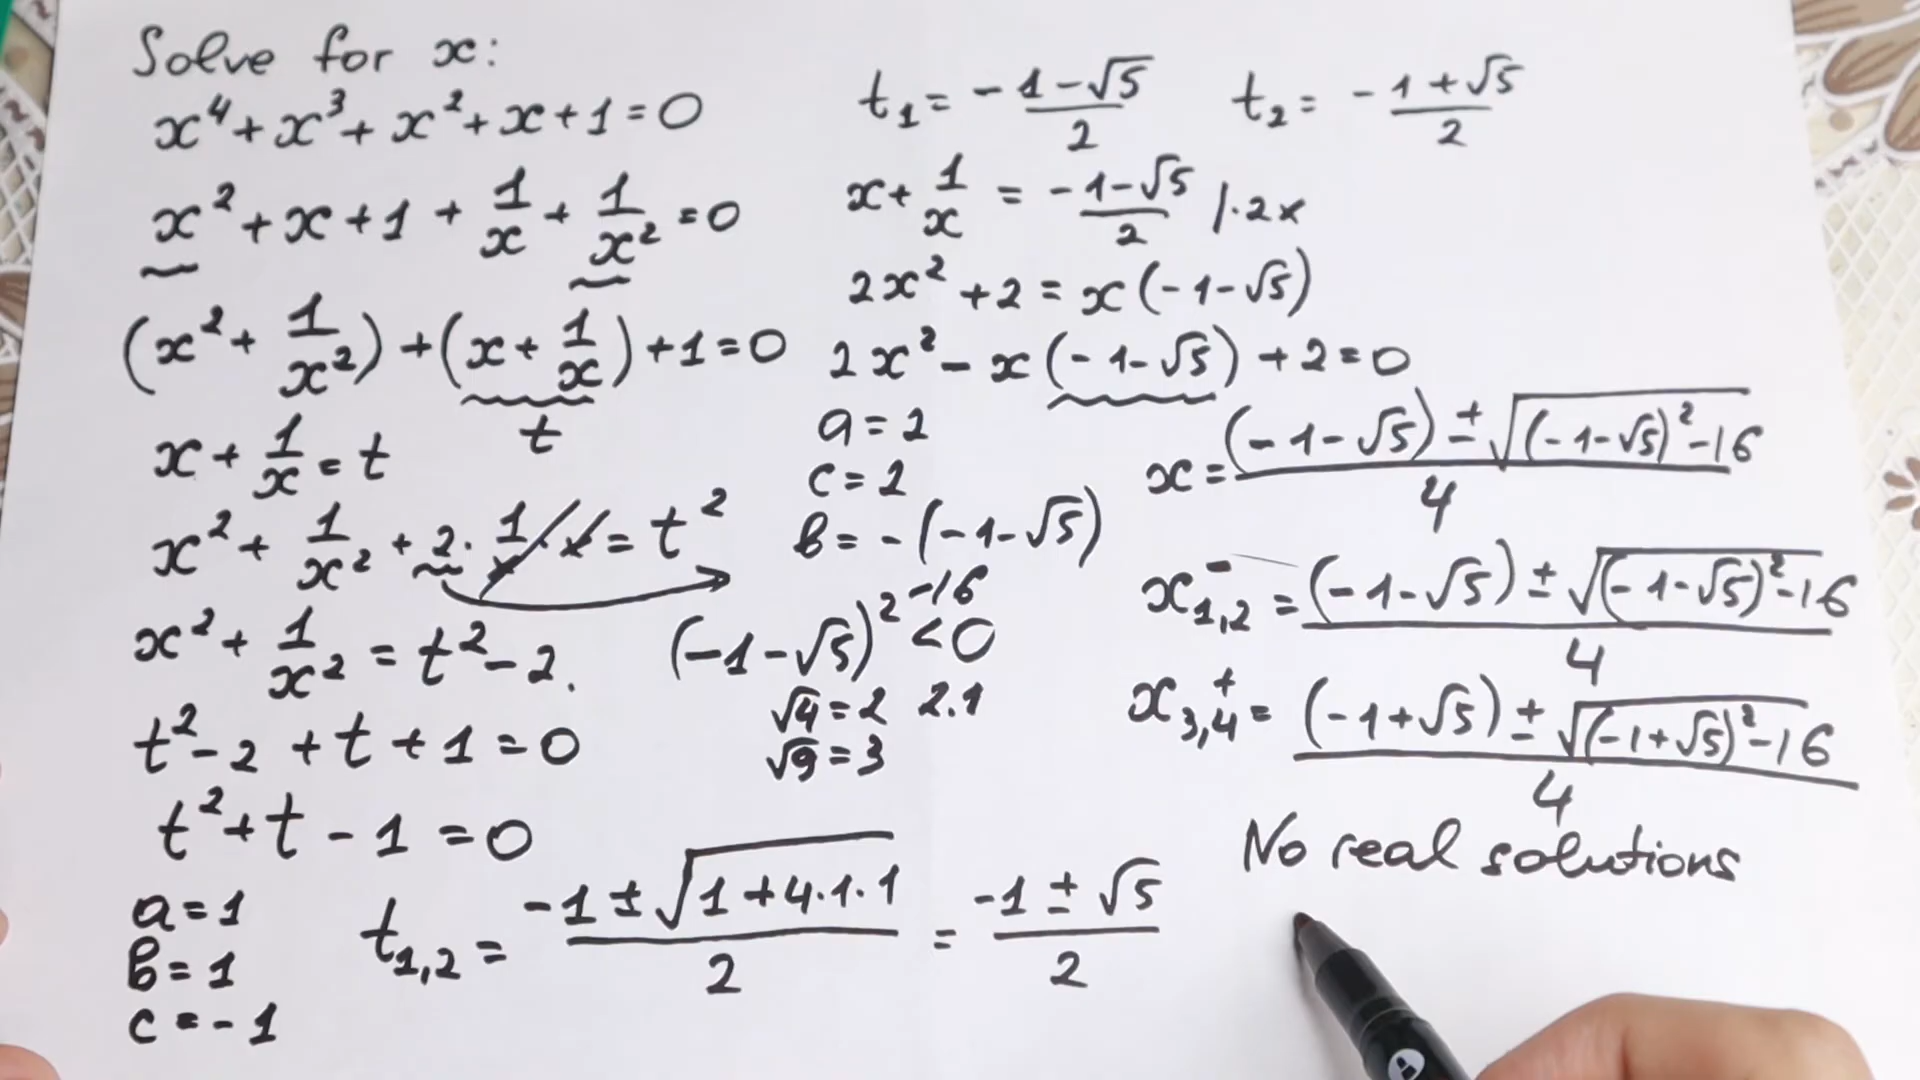 Solve for x:
x⁴+x³+x²+x+1=0
x²+x+1+1/x+1/x²=0
(x²+1/x²)+(x+1/x)+1=0
t
x+1/x=t
x²+1/x²+2·1/x·x=t²
x²+1/x²=t²-2.
t²-2+t+1=0
t²+t-1=0
a=1
b=1
c=-1
t₁,₂=(-1±√(1+4·1·1))/2=(-1±√5)/2
t₁=(-1-√5)/2 t₂=(-1+√5)/2
x+1/x=(-1-√5)/2 |·2x
2x²+2=x(-1-√5)
2x²-x(-1-√5)+2=0
a=2
c=2
b=-(-1-√5)
(-1-√5)²-16<0
√4=2 2.1
√9=3
x=((-1-√5)±√((-1-√5)²-16))/4
x₁,₂⁻=((-1-√5)±√((-1-√5)²-16))/4
x₃,₄⁺=((-1+√5)±√((-1+√5)²-16))/4
No real solutions